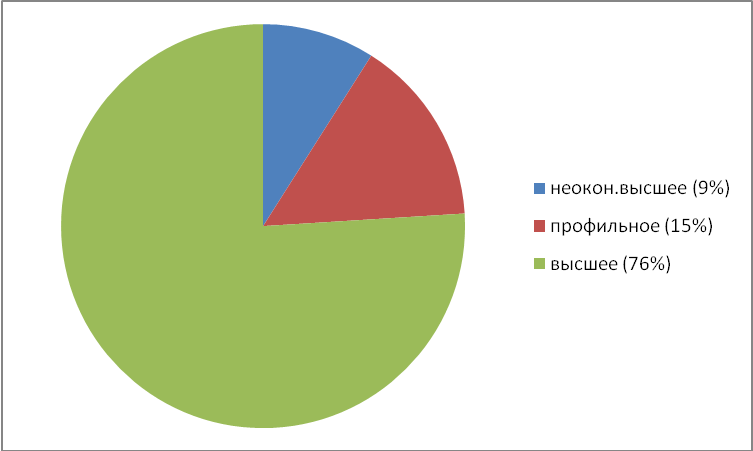 неокон.высшее (9%)
профильное (15%)
высшее (76%)